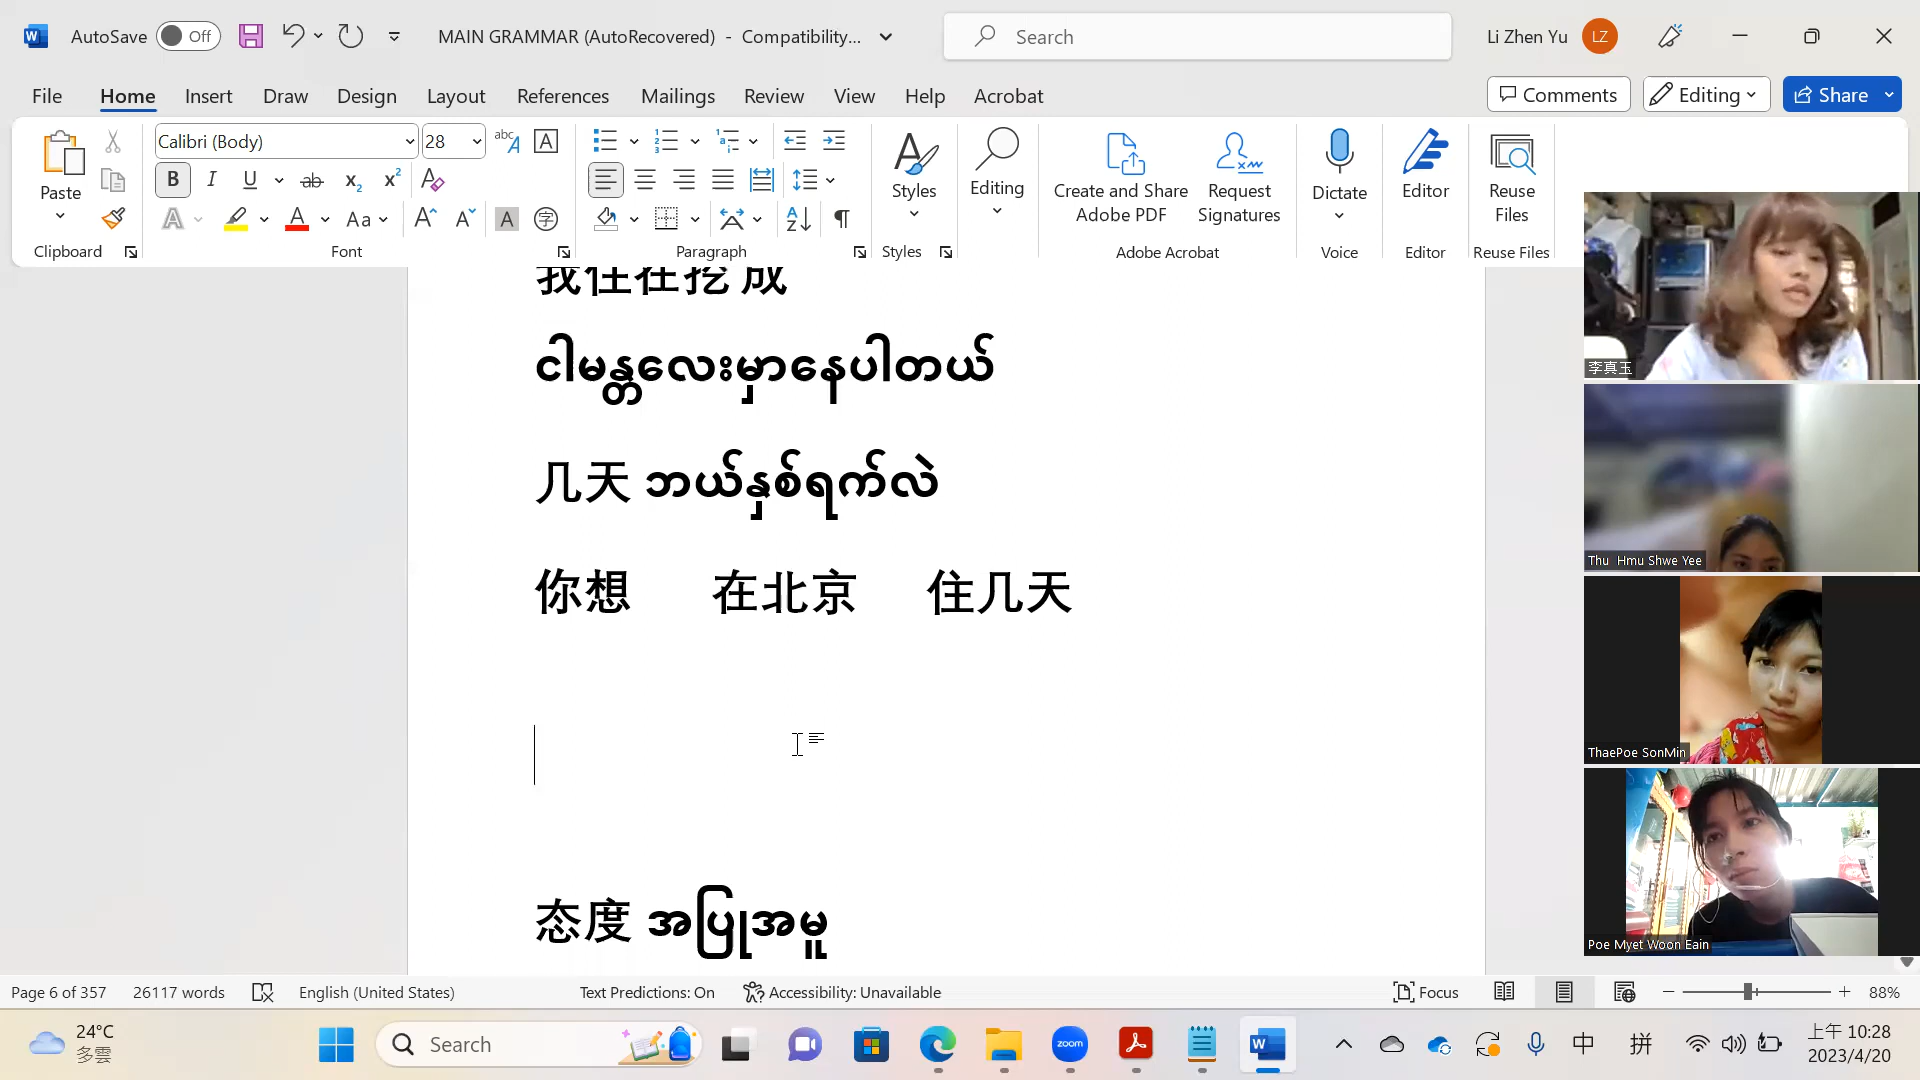 AutoSave Off MAIN GRAMMAR (AutoRecovered) - Compatibility... Search Li Zhen Yu LZ
File Home Insert Draw Design Layout References Mailings Review View Help Acrobat Comments Editing Share
Calibri (Body) 28
Paste Styles Editing Create and Share Adobe PDF Request Signatures Dictate Editor Reuse Files
Clipboard Font Paragraph Styles Adobe Acrobat Voice Editor Reuse Files
我住在挖 成
ငါမန္တလေးမှာနေပါတယ်
几天 ဘယ်နှစ်ရက်လဲ
你想 在北京 住几天
态度 အပြုအမူ
李真玉
Thu Hmu Shwe Yee
ThaePoe SonMin
Poe Myet Woon Eain
Page 6 of 357 26117 words English (United States) Text Predictions: On Accessibility: Unavailable Focus 88%
24°C
多雲
Search
zoom
中 拼
上午 10:28
2023/4/20